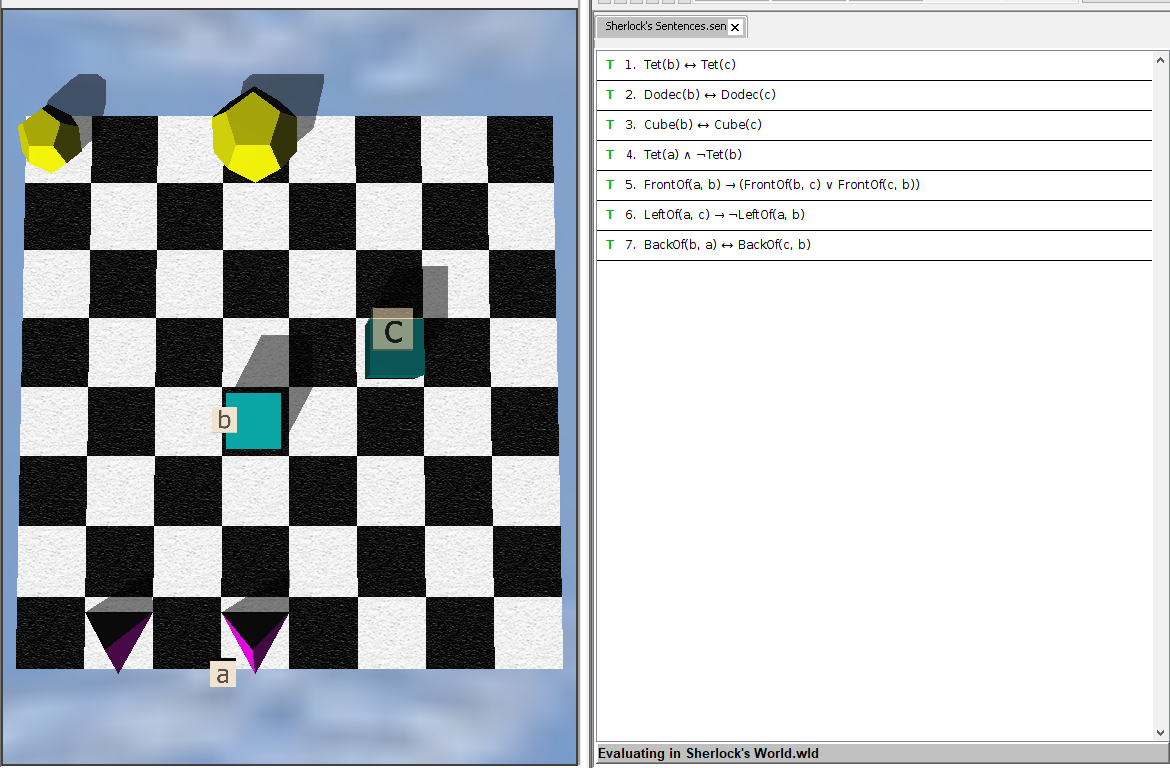 Sherlock's Sentences.sen
T 1. Tet(b) ↔ Tet(c)
T 2. Dodec(b) ↔ Dodec(c)
T 3. Cube(b) ↔ Cube(c)
T 4. Tet(a) ∧ ¬Tet(b)
T 5. FrontOf(a, b) → (FrontOf(b, c) ∨ FrontOf(c, b))
T 6. LeftOf(a, c) → ¬LeftOf(a, b)
T 7. BackOf(b, a) ↔ BackOf(c, b)
C
b
a
Evaluating in Sherlock's World.wld